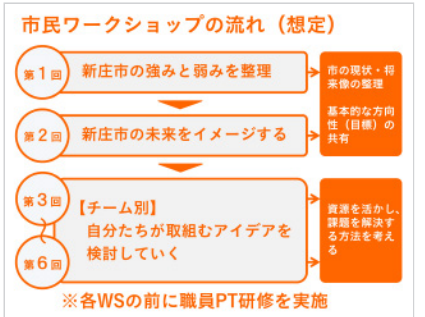 市民ワークショップの流れ（想定）
第1回
新庄市の強みと弱みを整理
市の現状・将
来像の整理
基本的な方向
性（目標）の
共有
第2回
新庄市の未来をイメージする
第3回
第6回
【チーム別】
自分たちが取組むアイデアを
検討していく
資源を活かし、
課題を解決す
る方法を考え
る
※各WSの前に職員PT研修を実施